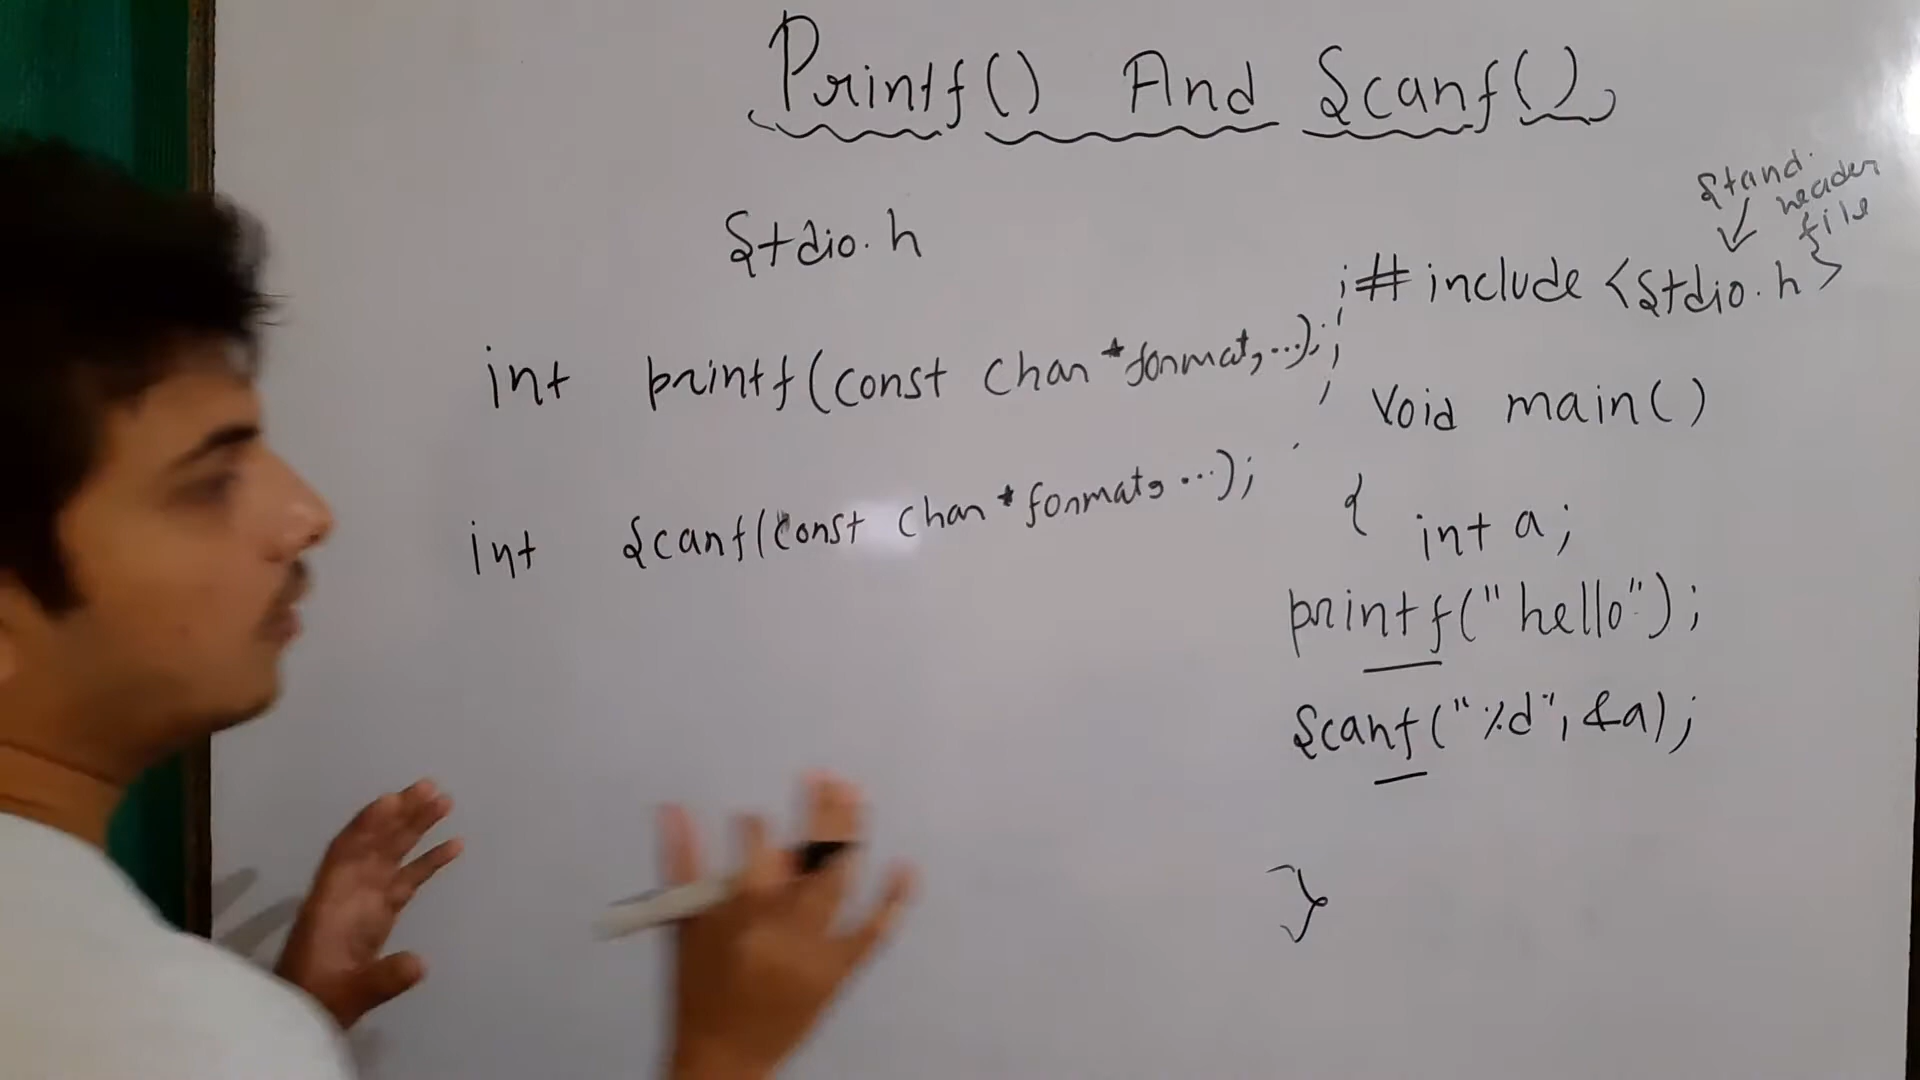 Printf() And Scanf()
Stdio.h
int printf(const char *format, ...);
int Scanf(const char *format, ...);
Stand. header
file
#include <Stdio.h>
Void main()
{
int a;
printf("hello");
Scanf("%d", &a);
}